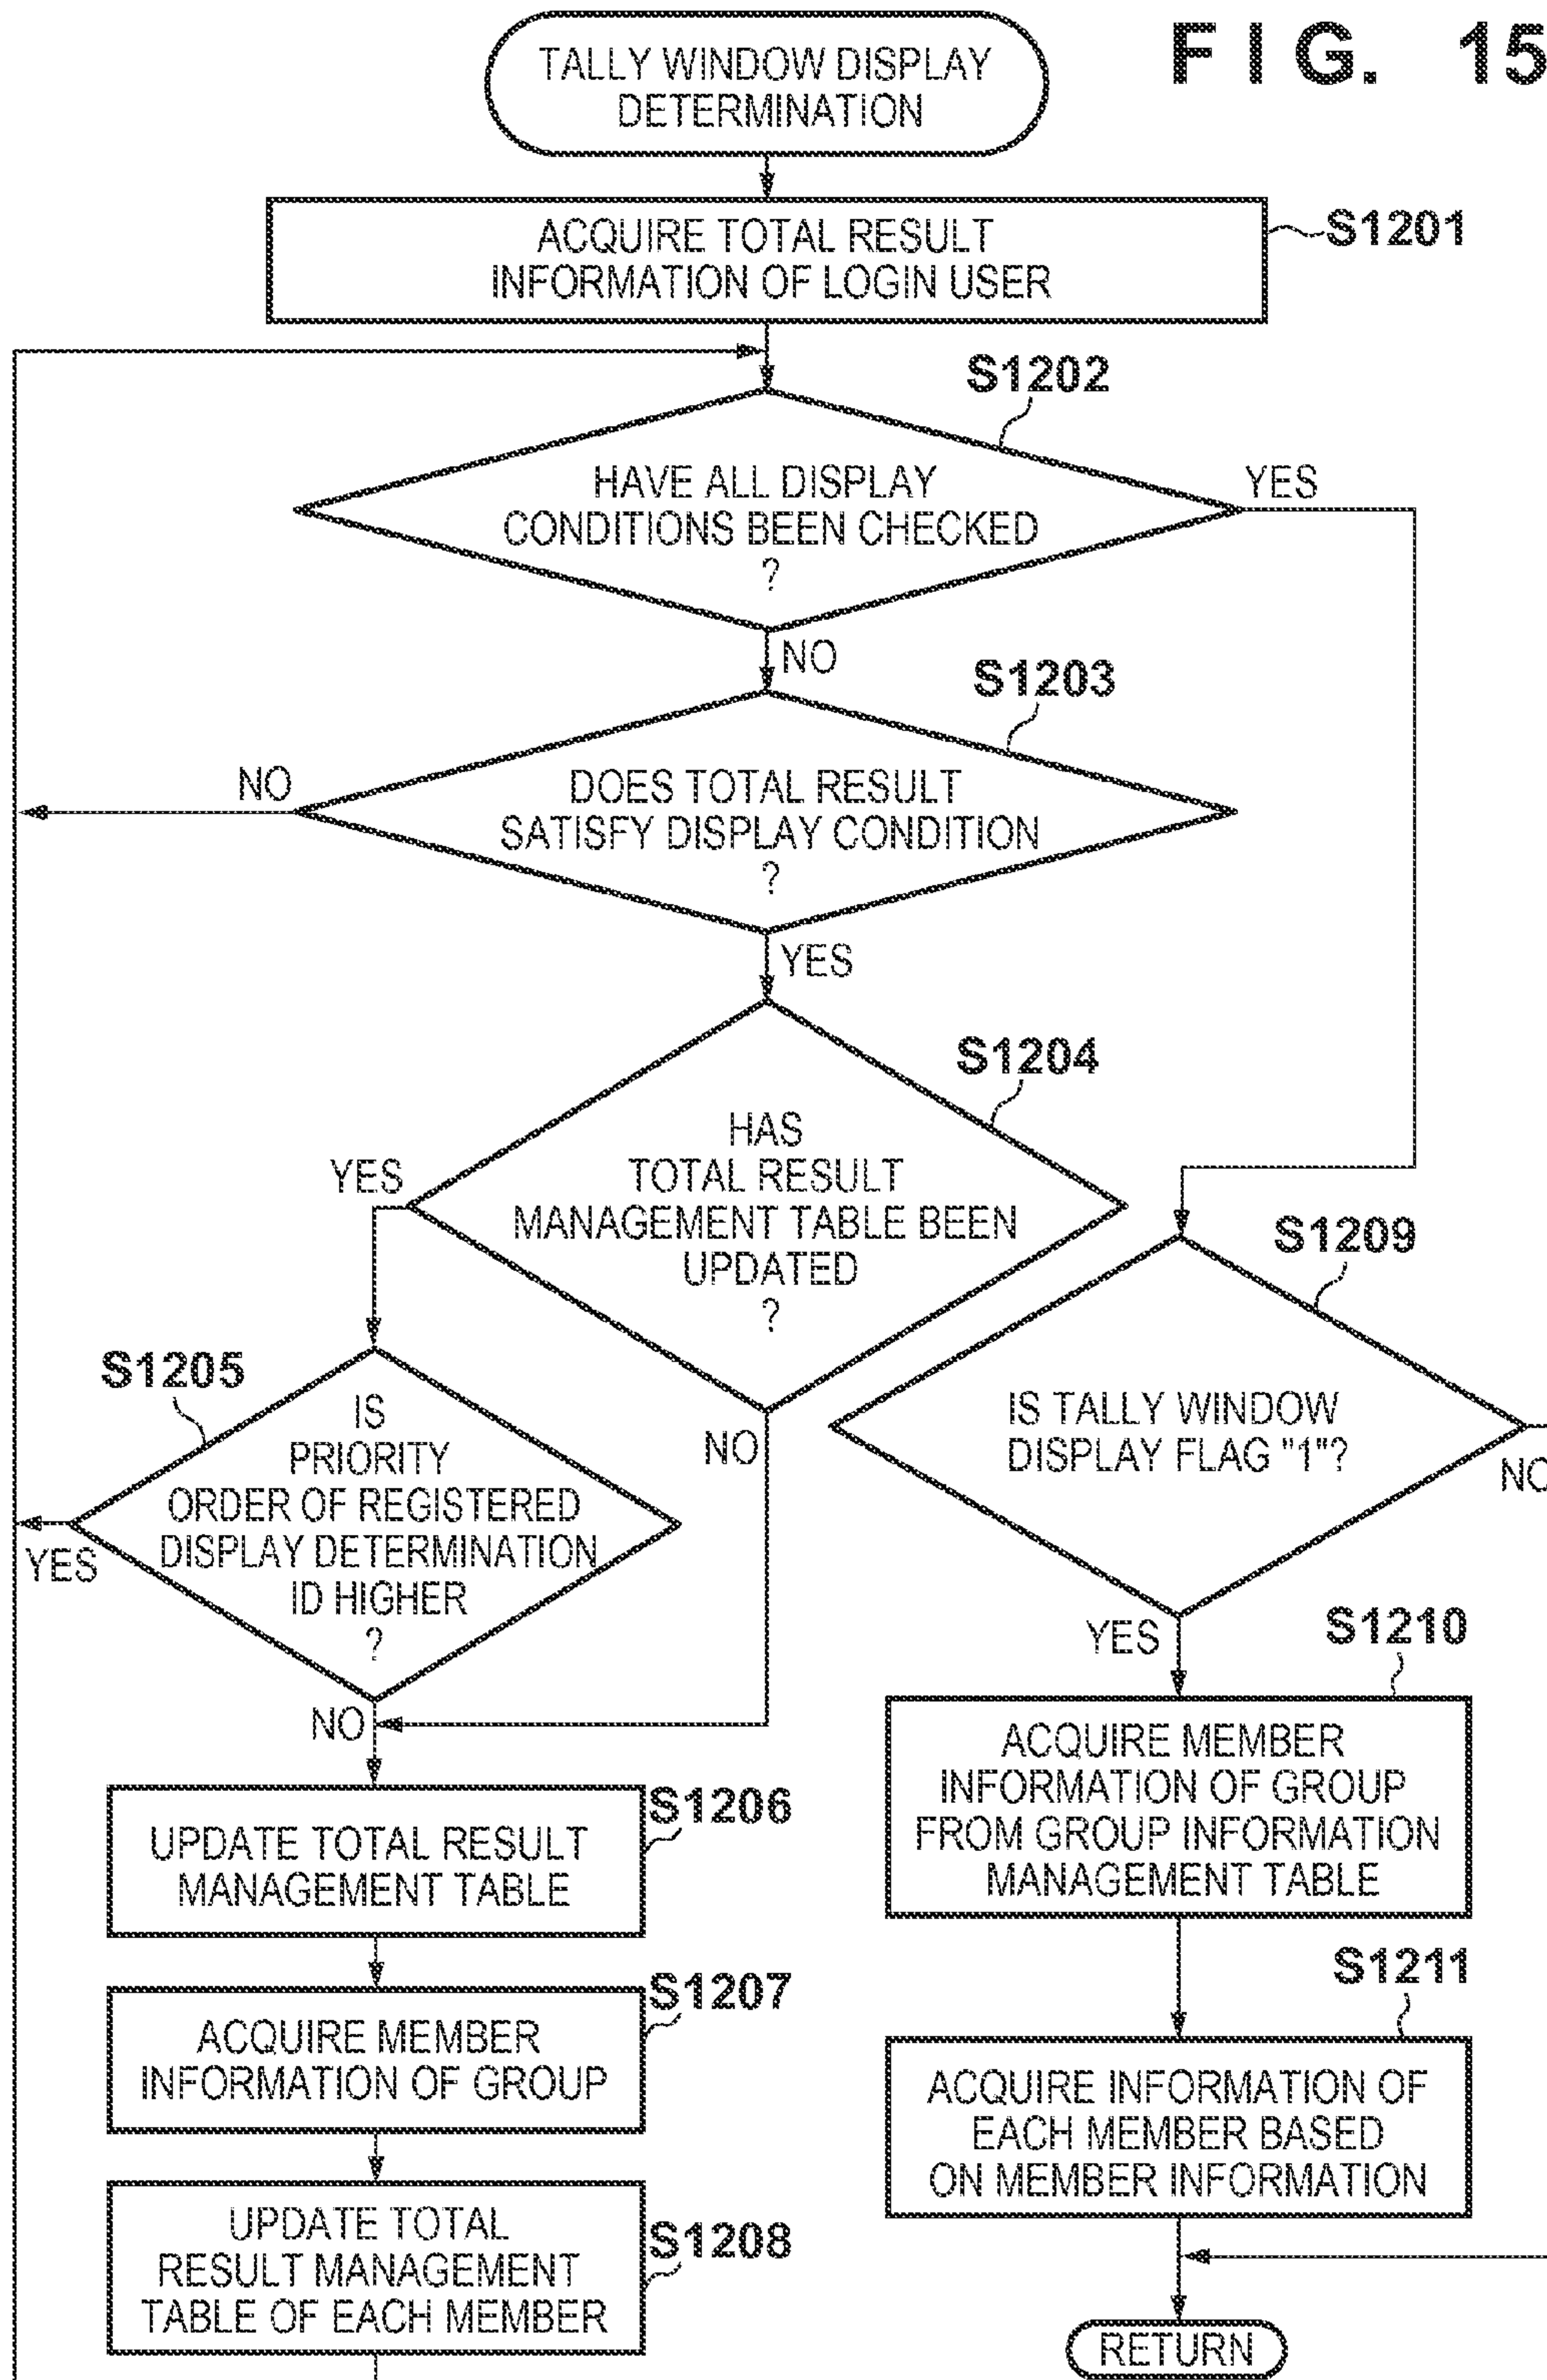 FIG. 15
TALLY WINDOW DISPLAY
DETERMINATION
ACQUIRE TOTAL RESULT
INFORMATION OF LOGIN USER
S1201
S1202
HAVE ALL DISPLAY
CONDITIONS BEEN CHECKED
?
YES
NO
S1203
DOES TOTAL RESULT
SATISFY DISPLAY CONDITION
?
NO
YES
S1204
HAS
TOTAL RESULT
MANAGEMENT TABLE BEEN
UPDATED
?
YES
NO
S1205
IS
PRIORITY
ORDER OF REGISTERED
DISPLAY DETERMINATION
ID HIGHER
?
YES
NO
S1206
UPDATE TOTAL RESULT
MANAGEMENT TABLE
S1207
ACQUIRE MEMBER
INFORMATION OF GROUP
S1208
UPDATE TOTAL
RESULT MANAGEMENT
TABLE OF EACH MEMBER
S1209
IS TALLY WINDOW
DISPLAY FLAG "1"?
NO
YES
S1210
ACQUIRE MEMBER
INFORMATION OF GROUP
FROM GROUP INFORMATION
MANAGEMENT TABLE
S1211
ACQUIRE INFORMATION OF
EACH MEMBER BASED
ON MEMBER INFORMATION
RETURN